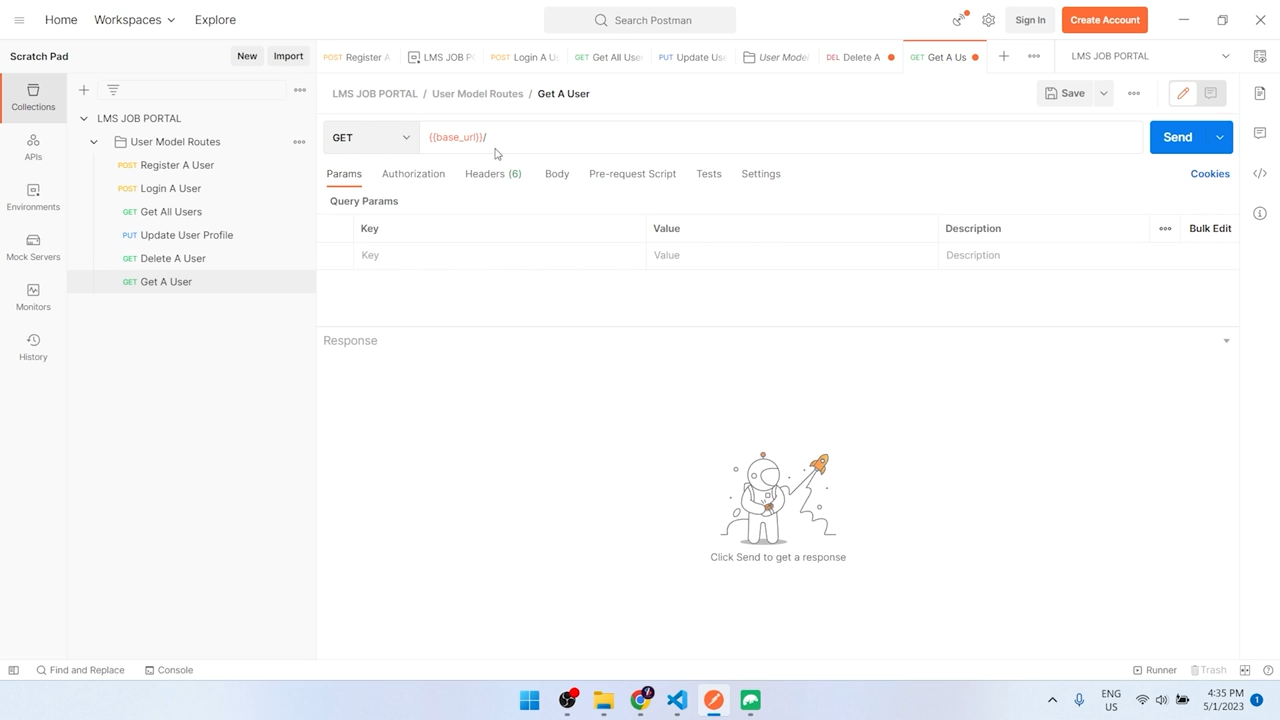 Home
Workspaces
Explore
Search Postman
Sign In
Create Account
Scratch Pad
New
Import
POST Register A
LMS JOB P
POST Login A U
GET Get All User
PUT Update Use
User Model
DEL Delete A
GET Get A Us
LMS JOB PORTAL
Collections
APIs
Environments
Mock Servers
Monitors
History
LMS JOB PORTAL
User Model Routes
POST Register A User
POST Login A User
GET Get All Users
PUT Update User Profile
DEL Delete A User
GET Get A User
LMS JOB PORTAL / User Model Routes / Get A User
Save
GET
{{base_url}}/
Send
Params
Authorization
Headers (6)
Body
Pre-request Script
Tests
Settings
Cookies
Query Params
Key
Value
Description
Bulk Edit
Key
Value
Description
Response
Click Send to get a response
Find and Replace
Console
Runner
Trash
ENG
US
4:35 PM
5/1/2023
1